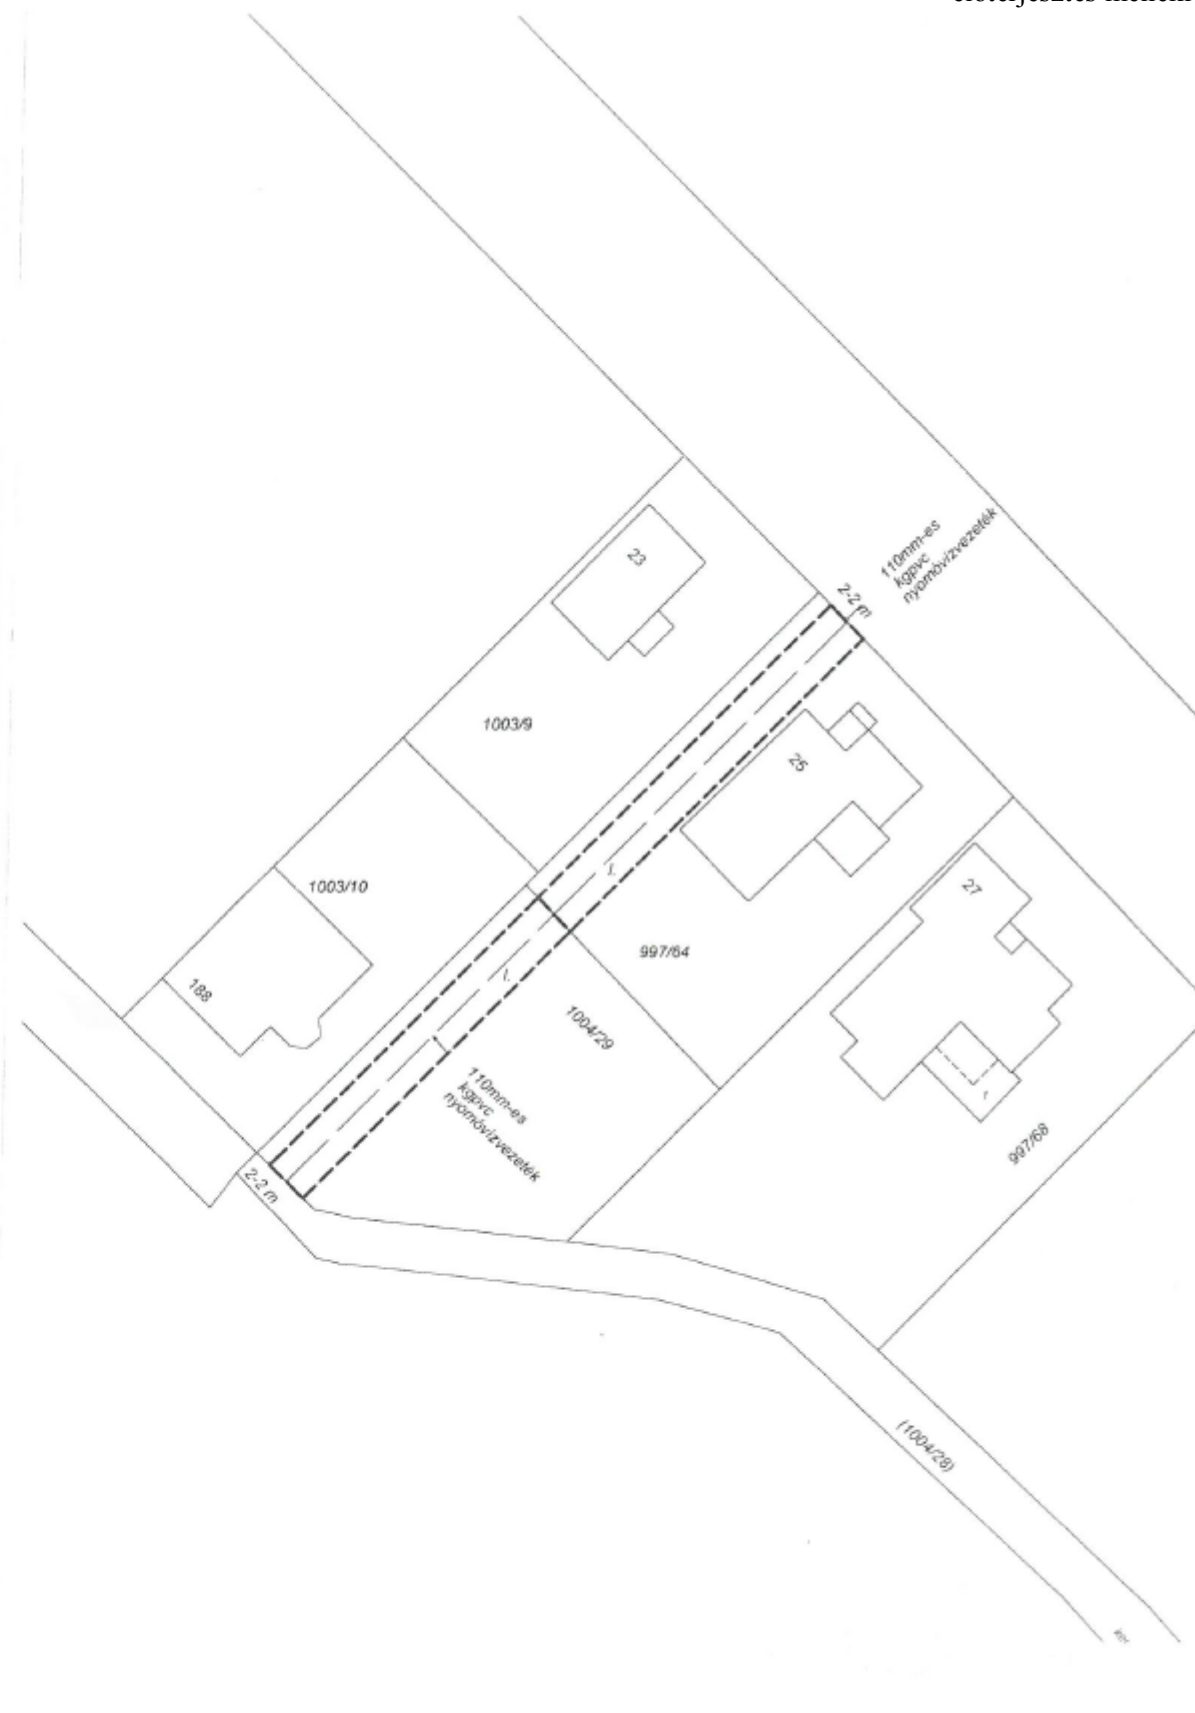 23
110mm-es
kgpvc
nyomóvízvezeték
2-2 m
1003/9
25
1003/10
27
997/64
188
1004/29
110mm-es
kgpvc
nyomóvízvezeték
997/68
2-2 m
(1004/28)